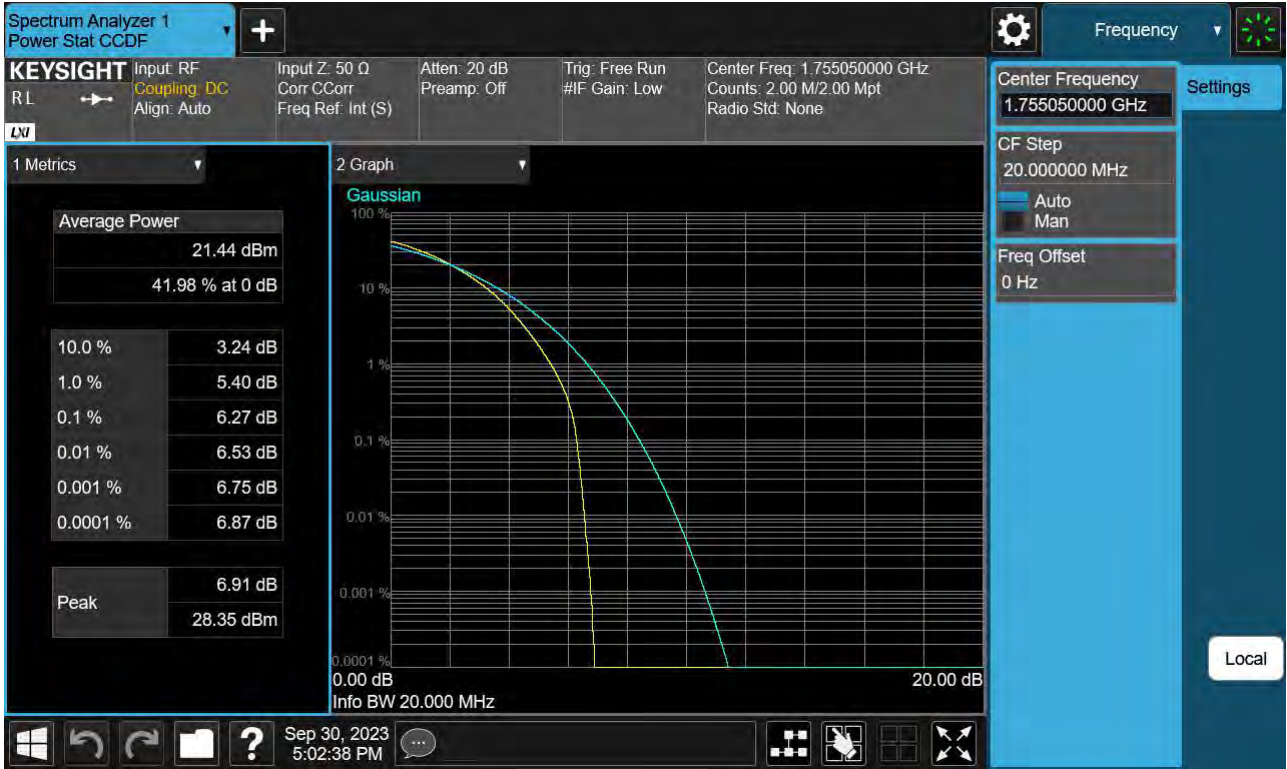 Spectrum Analyzer 1
Power Stat CCDF
Frequency
KEYSIGHT
RL
LXI
Input: RF
Coupling: DC
Align: Auto
Input Z: 50 Ω
Corr CCorr
Freq Ref: Int (S)
Atten: 20 dB
Preamp: Off
Trig: Free Run
#IF Gain: Low
Center Freq: 1.755050000 GHz
Counts: 2.00 M/2.00 Mpt
Radio Std: None
Center Frequency
1.755050000 GHz
CF Step
20.000000 MHz
Auto
Man
Freq Offset
0 Hz
Settings
Local
1 Metrics
Average Power
21.44 dBm
41.98 % at 0 dB
10.0 % 3.24 dB
1.0 % 5.40 dB
0.1 % 6.27 dB
0.01 % 6.53 dB
0.001 % 6.75 dB
0.0001 % 6.87 dB
Peak
6.91 dB
28.35 dBm
2 Graph
Gaussian
100 %
10 %
1 %
0.1 %
0.01 %
0.001 %
0.0001 %
0.00 dB 20.00 dB
Info BW 20.000 MHz
?
Sep 30, 2023
5:02:38 PM